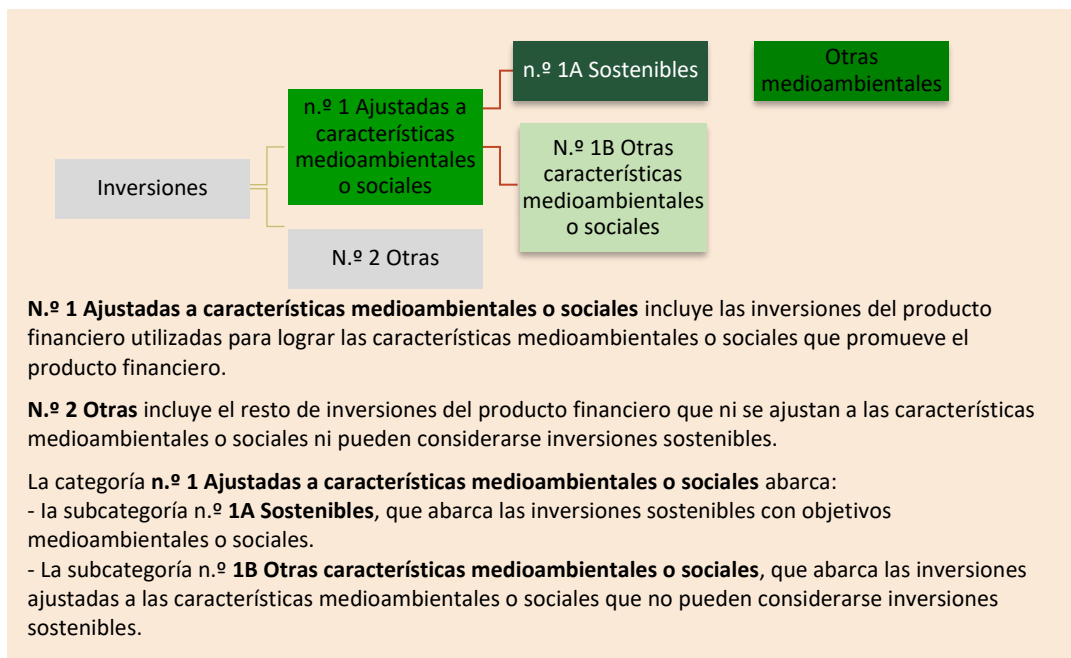 n.º 1A Sostenibles
Otras
medioambientales
n.º 1 Ajustadas a
características
medioambientales
o sociales
N.º 1B Otras
características
medioambientales
o sociales
Inversiones
N.º 2 Otras
N.º 1 Ajustadas a características medioambientales o sociales incluye las inversiones del producto
financiero utilizadas para lograr las características medioambientales o sociales que promueve el
producto financiero.
N.º 2 Otras incluye el resto de inversiones del producto financiero que ni se ajustan a las características
medioambientales o sociales ni pueden considerarse inversiones sostenibles.
La categoría n.º 1 Ajustadas a características medioambientales o sociales abarca:
- la subcategoría n.º 1A Sostenibles, que abarca las inversiones sostenibles con objetivos
medioambientales o sociales.
- La subcategoría n.º 1B Otras características medioambientales o sociales, que abarca las inversiones
ajustadas a las características medioambientales o sociales que no pueden considerarse inversiones
sostenibles.